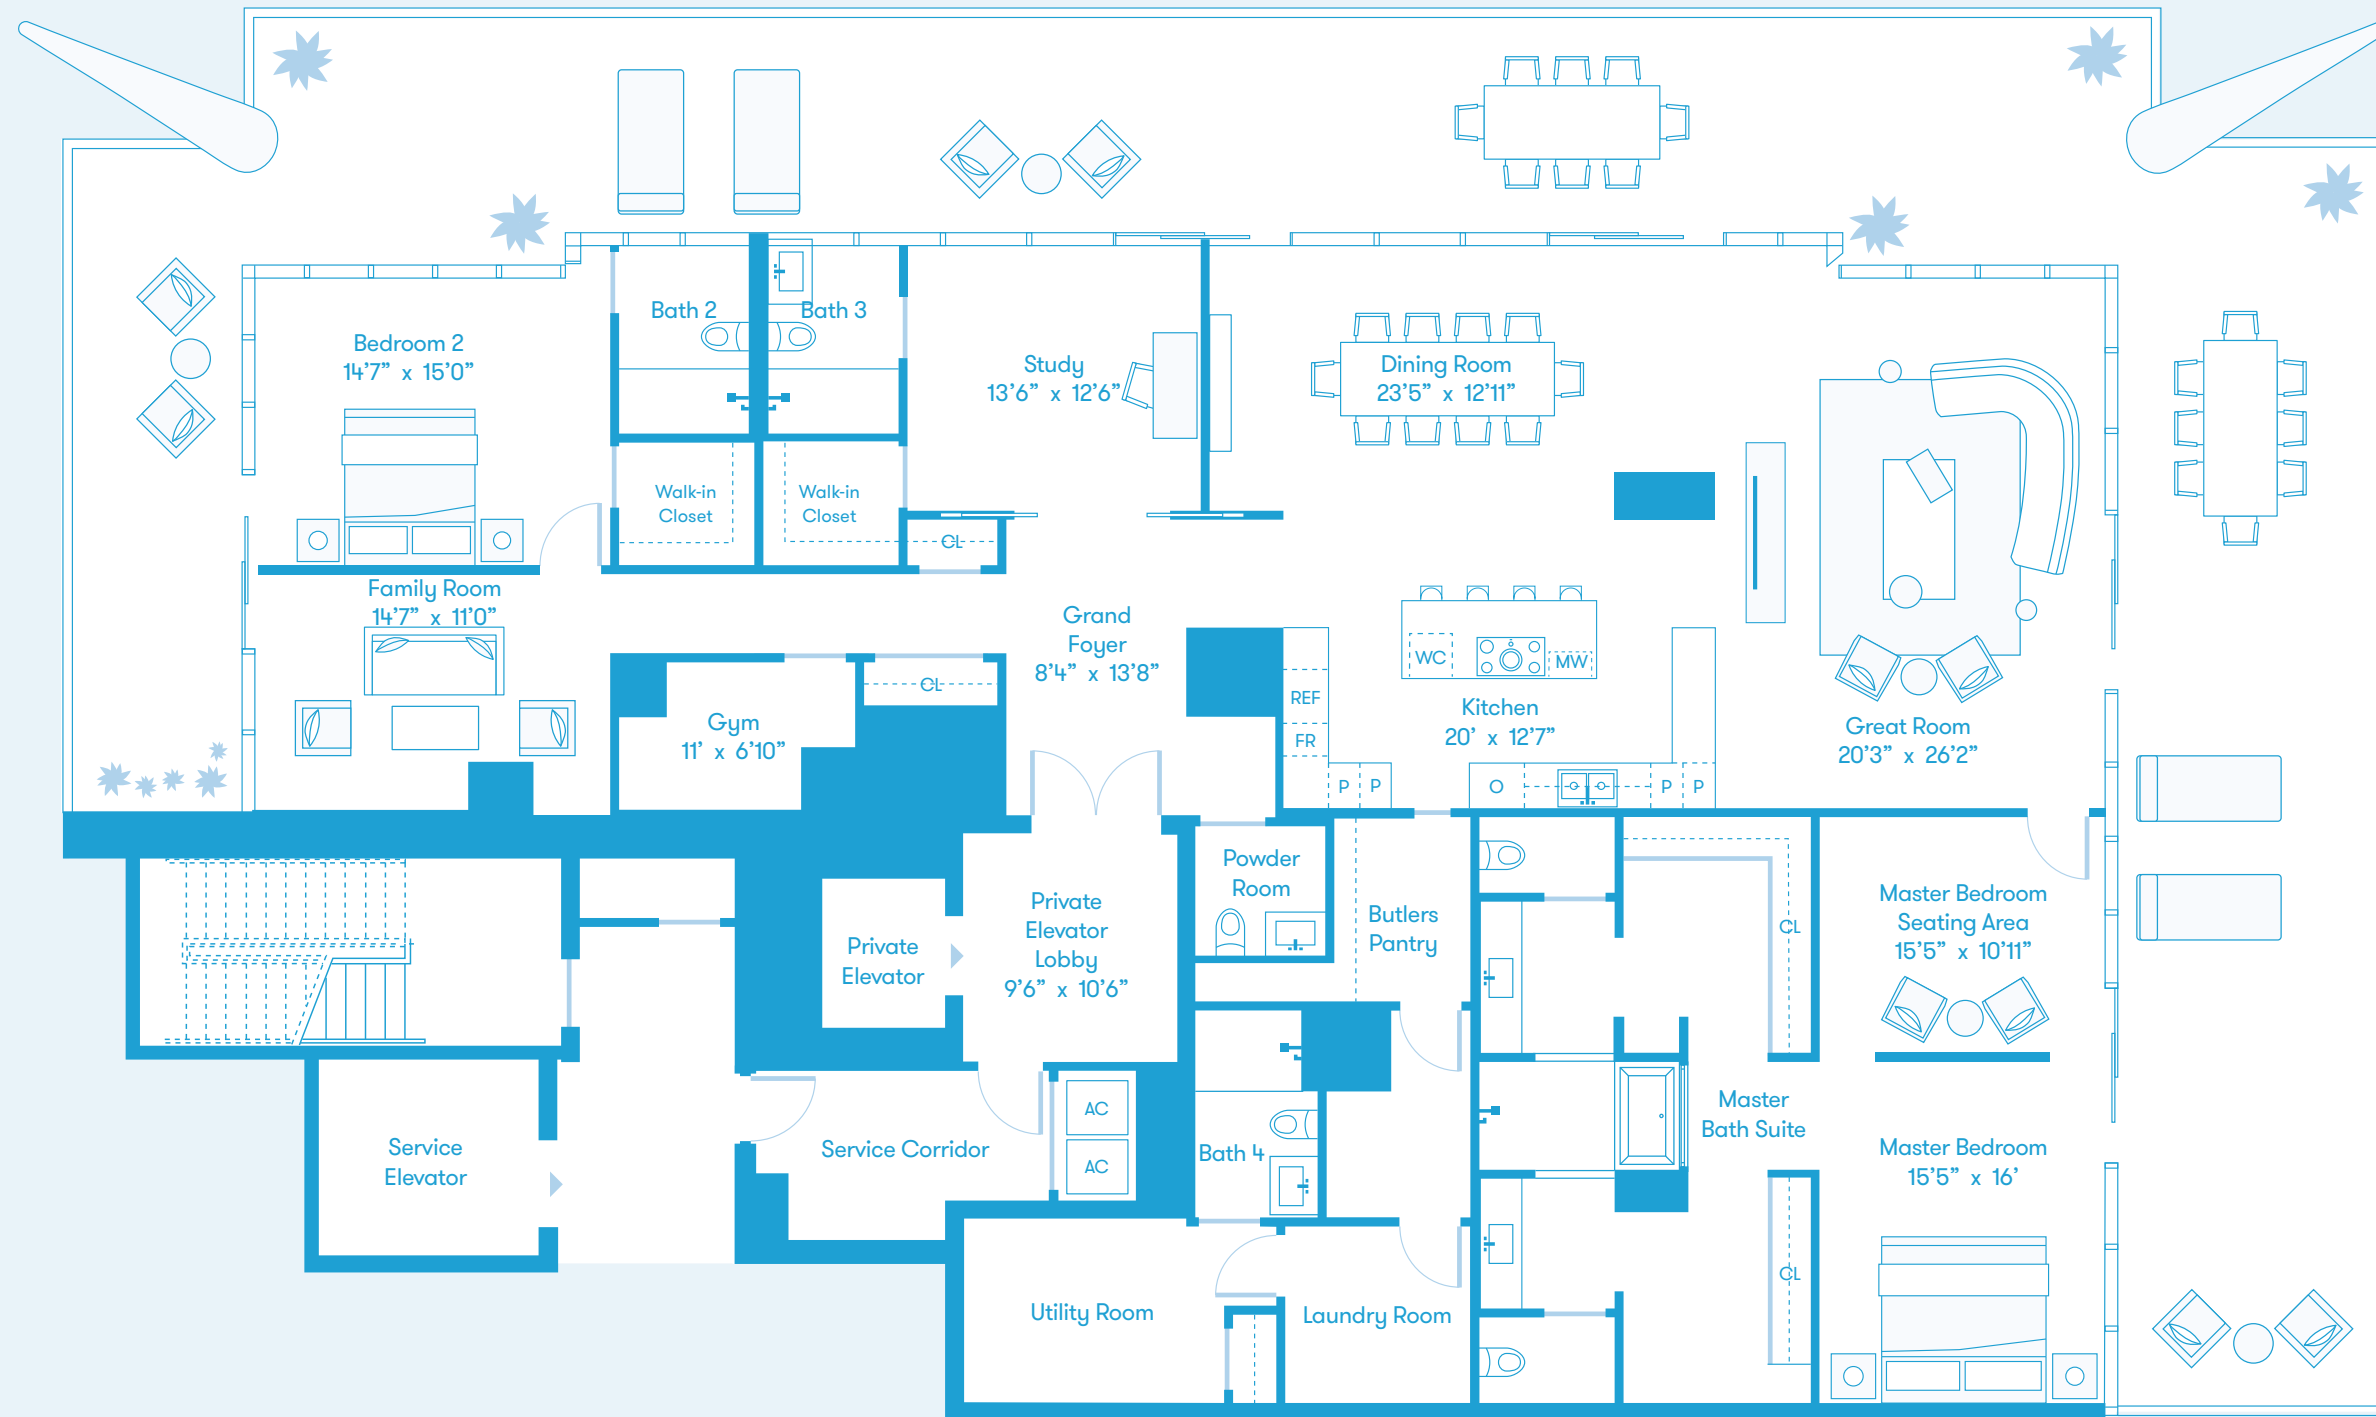 Bath 2
Bath 3
Bedroom 2
14’7” x 15’0”
Study
13’6” x 12’6”
Dining Room
23’5” x 12’11”
Walk-in
Closet
Walk-in
Closet
CL
Family Room
14’7” x 11’0”
Grand
Foyer
8’4” x 13’8”
WC
MW
CL
REF
FR
Kitchen
20’ x 12’7”
Gym
11’ x 6’10”
Great Room
20’3” x 26’2”
P
P
O
P
P
Powder
Room
Butlers
Pantry
CL
Master Bedroom
Seating Area
15’5” x 10’11”
Private
Elevator
Private
Elevator
Lobby
9’6” x 10’6”
AC
AC
Master
Bath Suite
Service
Elevator
Service Corridor
Bath 4
Master Bedroom
15’5” x 16’
CL
Utility Room
Laundry Room